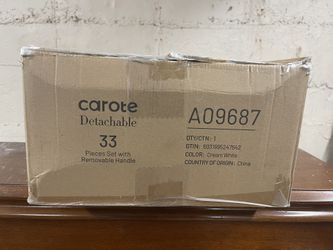 carote
Detachable
33
Pieces Set with
Removable Handle
A09687
QTY/CTN: 1
COLOR: Cream White
COUNTRY OF ORIGIN: China